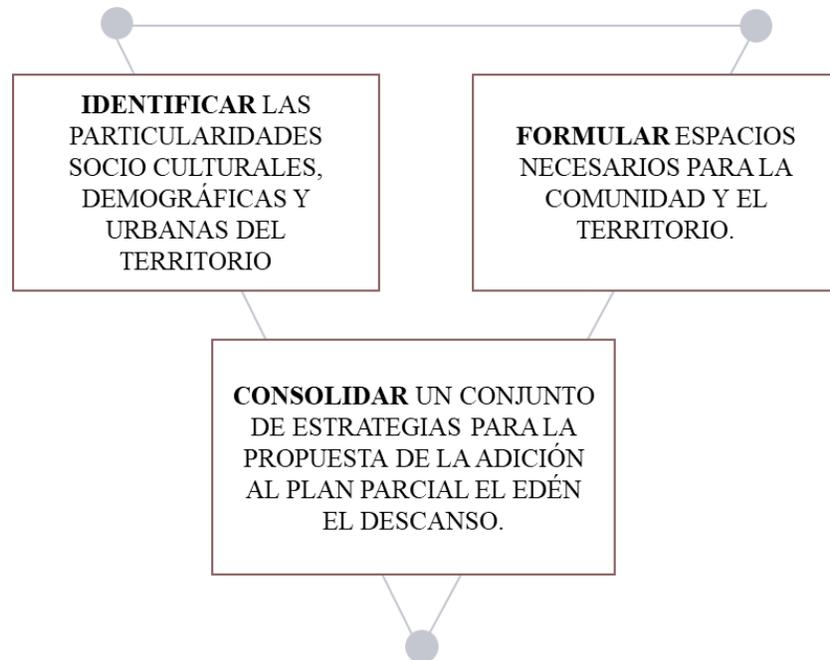 IDENTIFICAR LAS
PARTICULARIDADES
SOCIO CULTURALES,
DEMOGRÁFICAS Y
URBANAS DEL
TERRITORIO
FORMULAR ESPACIOS
NECESARIOS PARA LA
COMUNIDAD Y EL
TERRITORIO.
CONSOLIDAR UN CONJUNTO
DE ESTRATEGIAS PARA LA
PROPUESTA DE LA ADICIÓN
AL PLAN PARCIAL EL EDÉN
EL DESCANSO.